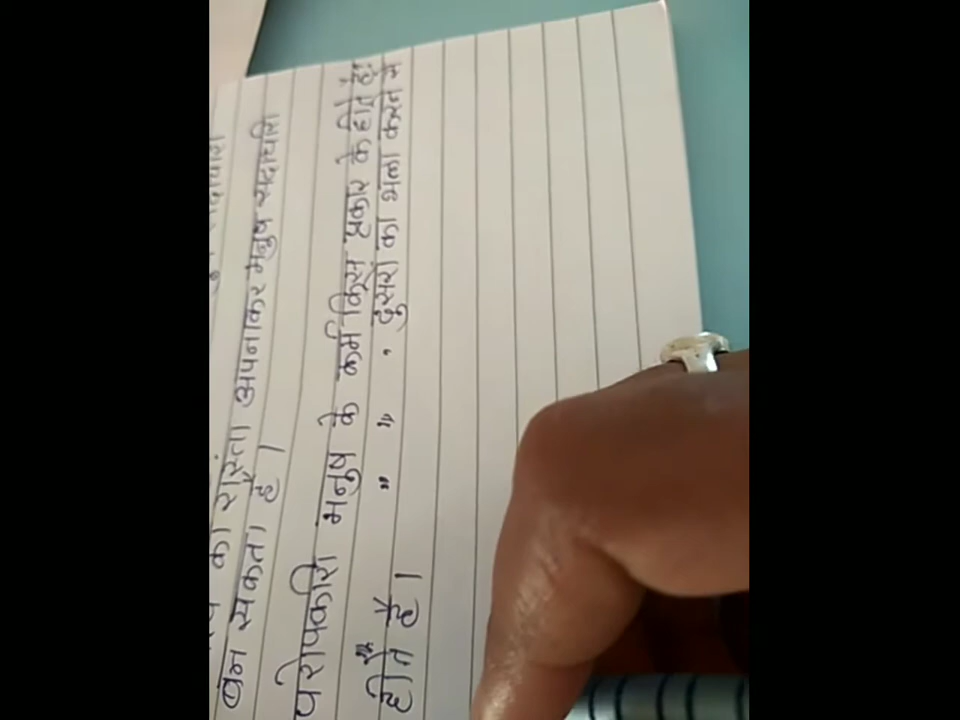 का रास्ता अपनाकर मनुष सदाचारी
बन सकता है ।
परोपकारी मनुष के कर्म किस प्रकार के होते है?
" " " . दुसरों का भला करने में
होते हैं ।